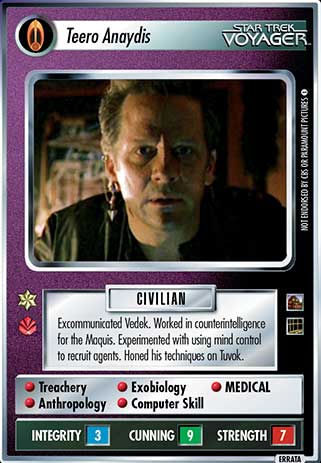 Teero Anaydis
STAR TREK
VOYAGER
NOT ENDORSED BY CBS OR PARAMOUNT PICTURES
CIVILIAN
Excommunicated Vedek. Worked in counterintelligence
for the Maquis. Experimented with using mind control
to recruit agents. Honed his techniques on Tuvok.
Treachery Exobiology MEDICAL
Anthropology Computer Skill
INTEGRITY 3 CUNNING 9 STRENGTH 7
ERRATA